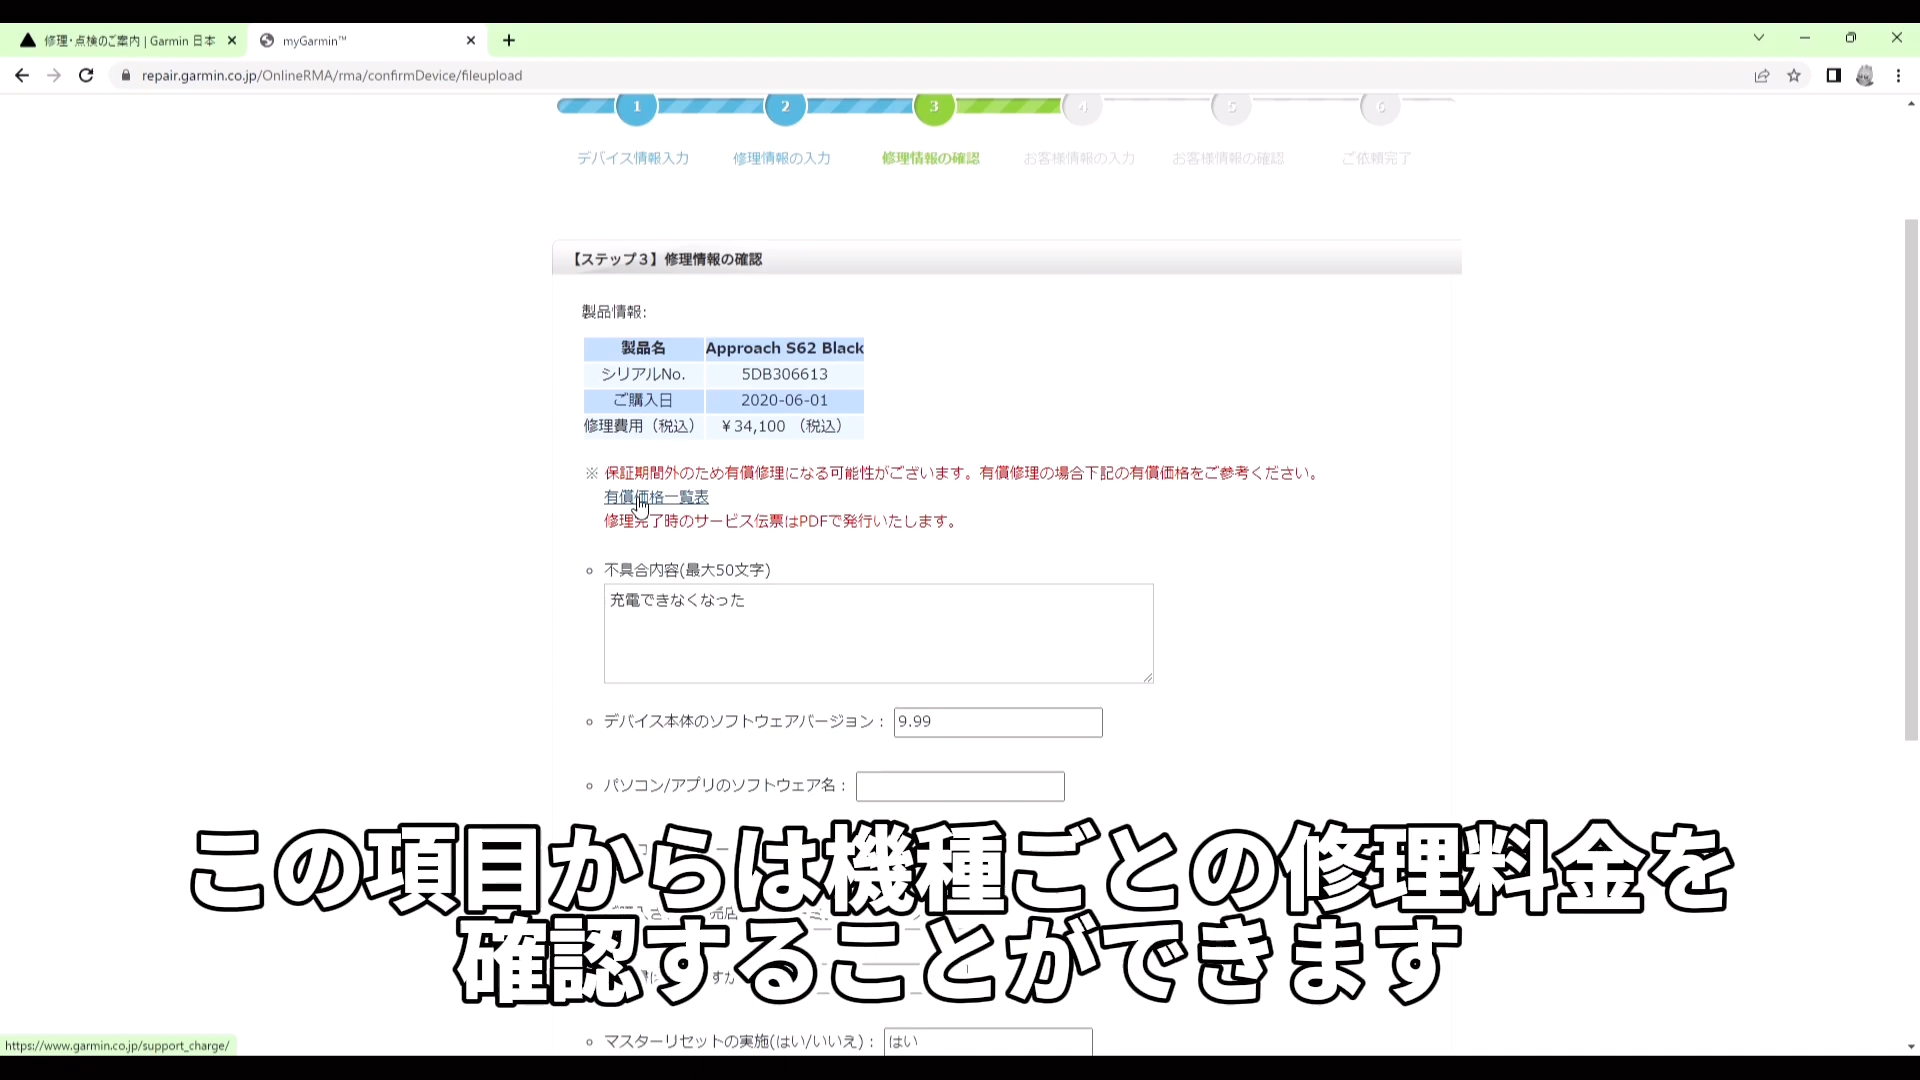 修理・点検のご案内 | Garmin 日本
myGarmin™
repair.garmin.co.jp/OnlineRMA/rma/confirmDevice/fileupload
1 2 3 4 5 6
デバイス情報入力 修理情報の入力 修理情報の確認 お客様情報の入力 お客様情報の確認 ご依頼完了
【ステップ３】修理情報の確認
製品情報:
製品名 Approach S62 Black
シリアルNo. 5DB306613
ご購入日 2020-06-01
修理費用（税込） ¥34,100 （税込）
※ 保証期間外のため有償修理になる可能性がございます。有償修理の場合下記の有償価格をご参考ください。
有償価格一覧表
修理完了時のサービス伝票はPDFで発行いたします。
不具合内容(最大50文字)
充電できなくなった
デバイス本体のソフトウェアバージョン： 9.99
パソコン/アプリのソフトウェア名：
この項目からは機種ごとの修理料金を
確認することができます
マスターリセットの実施(はい/いいえ)： はい
https://www.garmin.co.jp/support_charge/